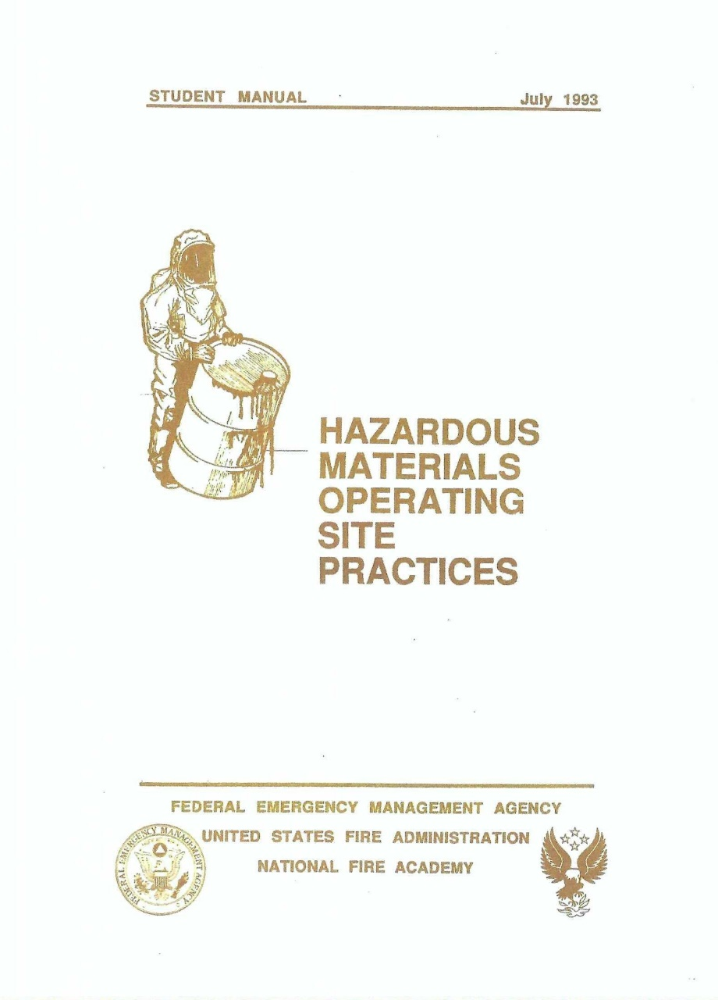 STUDENT MANUAL July 1993
HAZARDOUS
MATERIALS
OPERATING
SITE
PRACTICES
FEDERAL EMERGENCY MANAGEMENT AGENCY
UNITED STATES FIRE ADMINISTRATION
NATIONAL FIRE ACADEMY
FEDERAL EMERGENCY MANAGEMENT AGENCY